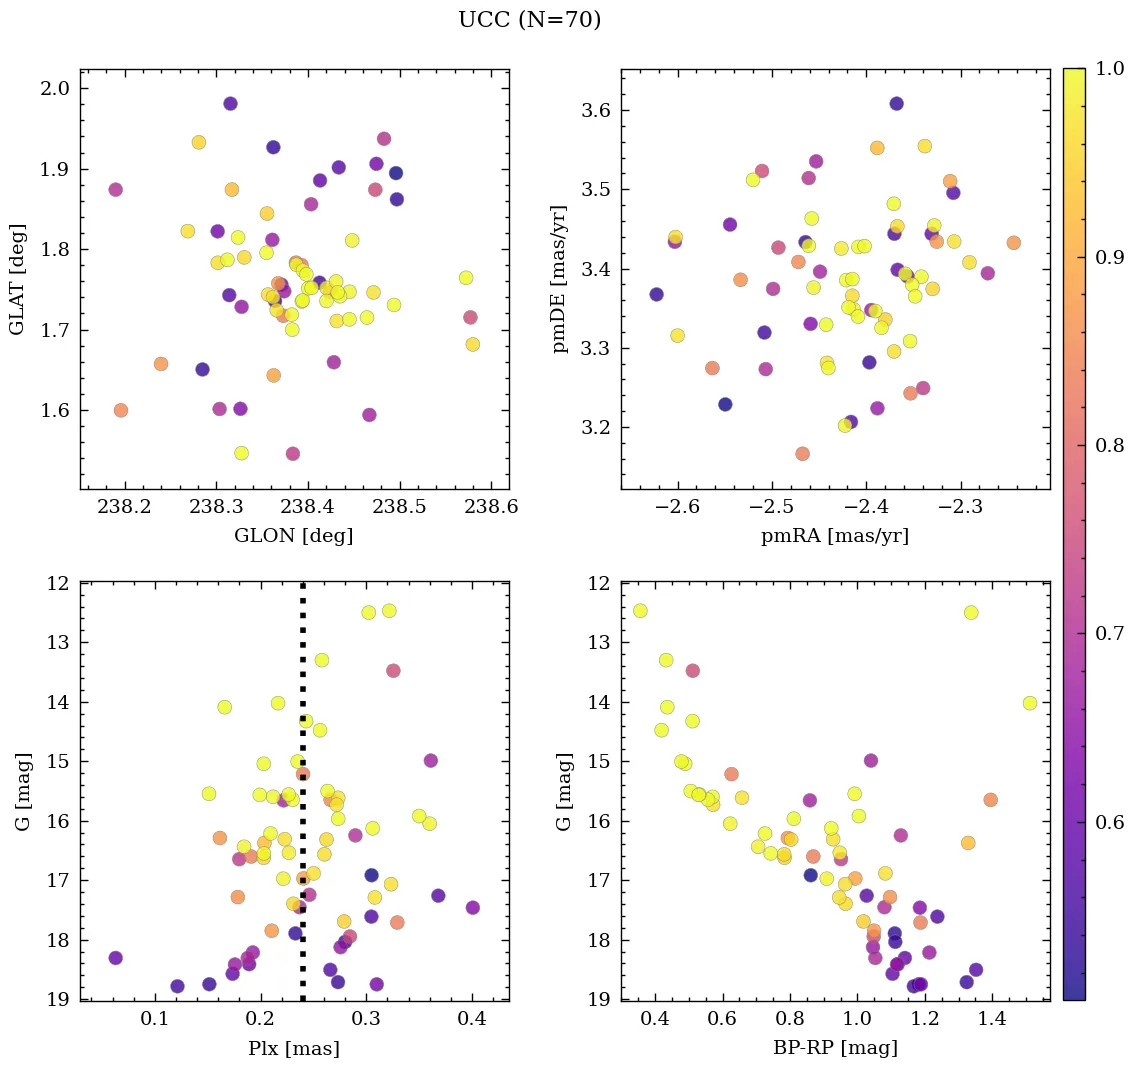 UCC (N=70)
2.0
1.9
1.8
1.7
1.6
GLAT [deg]
238.2 238.3 238.4 238.5 238.6
GLON [deg]
3.6
3.5
3.4
3.3
3.2
pmDE [mas/yr]
−2.6 −2.5 −2.4 −2.3
pmRA [mas/yr]
1.0
0.9
0.8
0.7
0.6
12
13
14
15
16
17
18
19
G [mag]
0.1 0.2 0.3 0.4
Plx [mas]
12
13
14
15
16
17
18
19
G [mag]
0.4 0.6 0.8 1.0 1.2 1.4
BP-RP [mag]